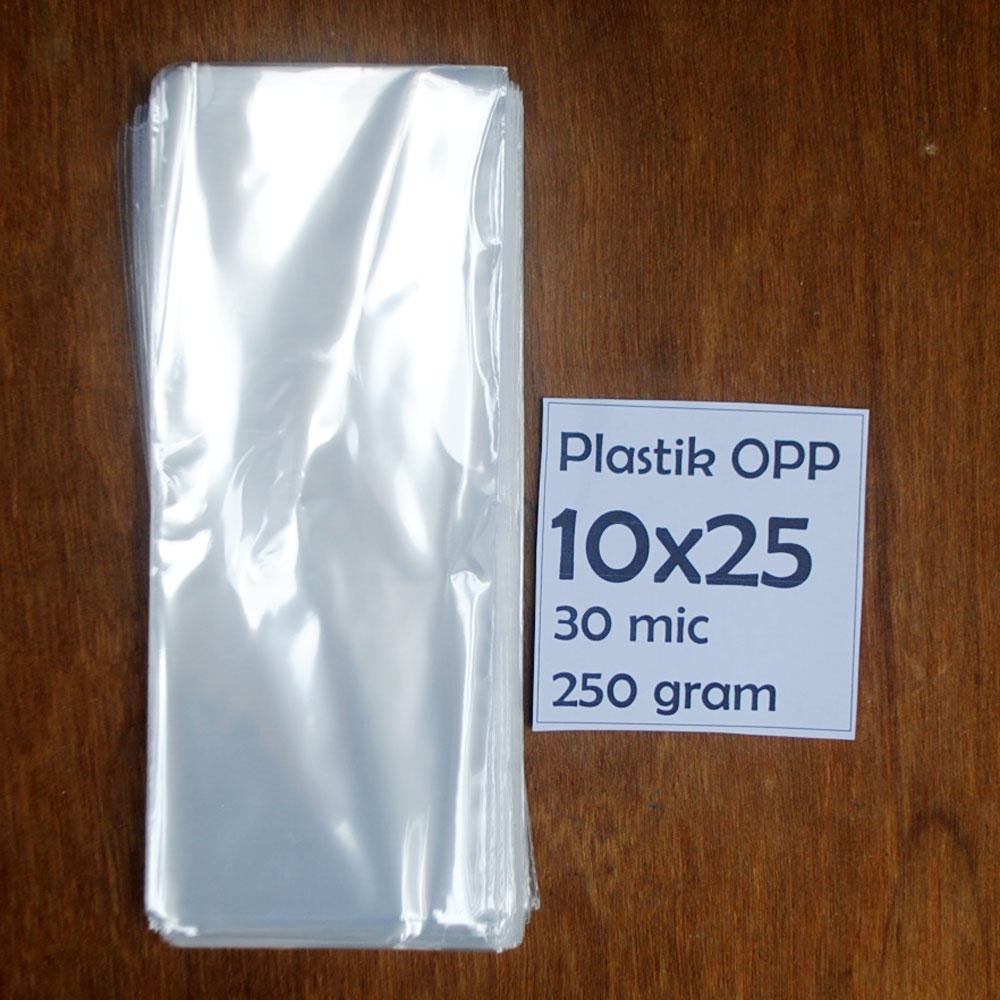 Plastik OPP
10x25
30 mic
250 gram